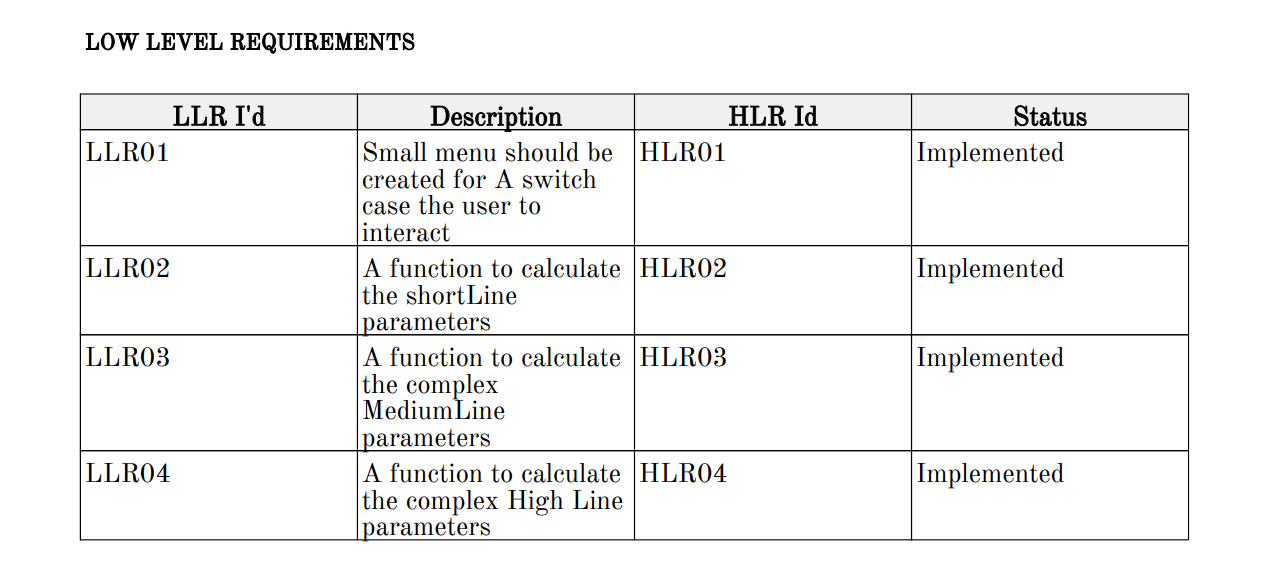 LOW LEVEL REQUIREMENTS
LLR I'd Description HLR Id Status
LLR01 Small menu should be HLR01 Implemented
created for A switch
case the user to
interact
LLR02 A function to calculate HLR02 Implemented
the shortLine
parameters
LLR03 A function to calculate HLR03 Implemented
the complex
MediumLine
parameters
LLR04 A function to calculate HLR04 Implemented
the complex High Line
parameters